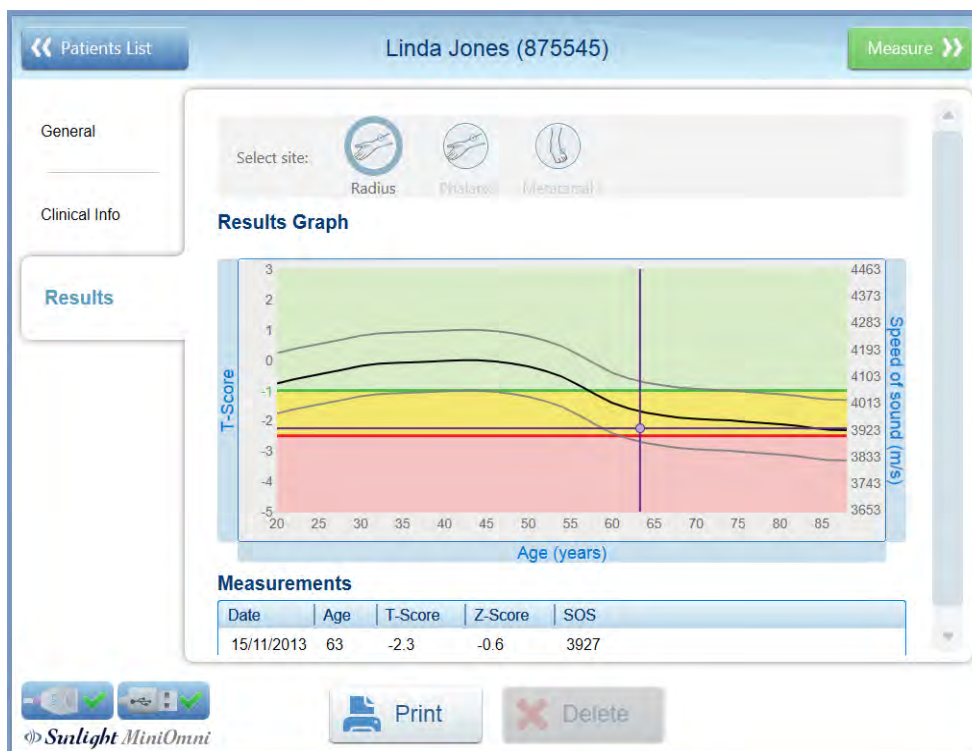 Patients List
Linda Jones (875545)
Measure
General
Clinical Info
Results
Select site:
Radius Phalanx Metatarsal
Results Graph
T-Score
3
2
1
0
-1
-2
-3
-4
-5
4463
4373
4283
4193
4103
4013
3923
3833
3743
3653
Speed of sound (m/s)
20 25 30 35 40 45 50 55 60 65 70 75 80 85
Age (years)
Measurements
Date Age T-Score Z-Score SOS
15/11/2013 63 -2.3 -0.6 3927
Print
Delete
Sunlight MiniOmni